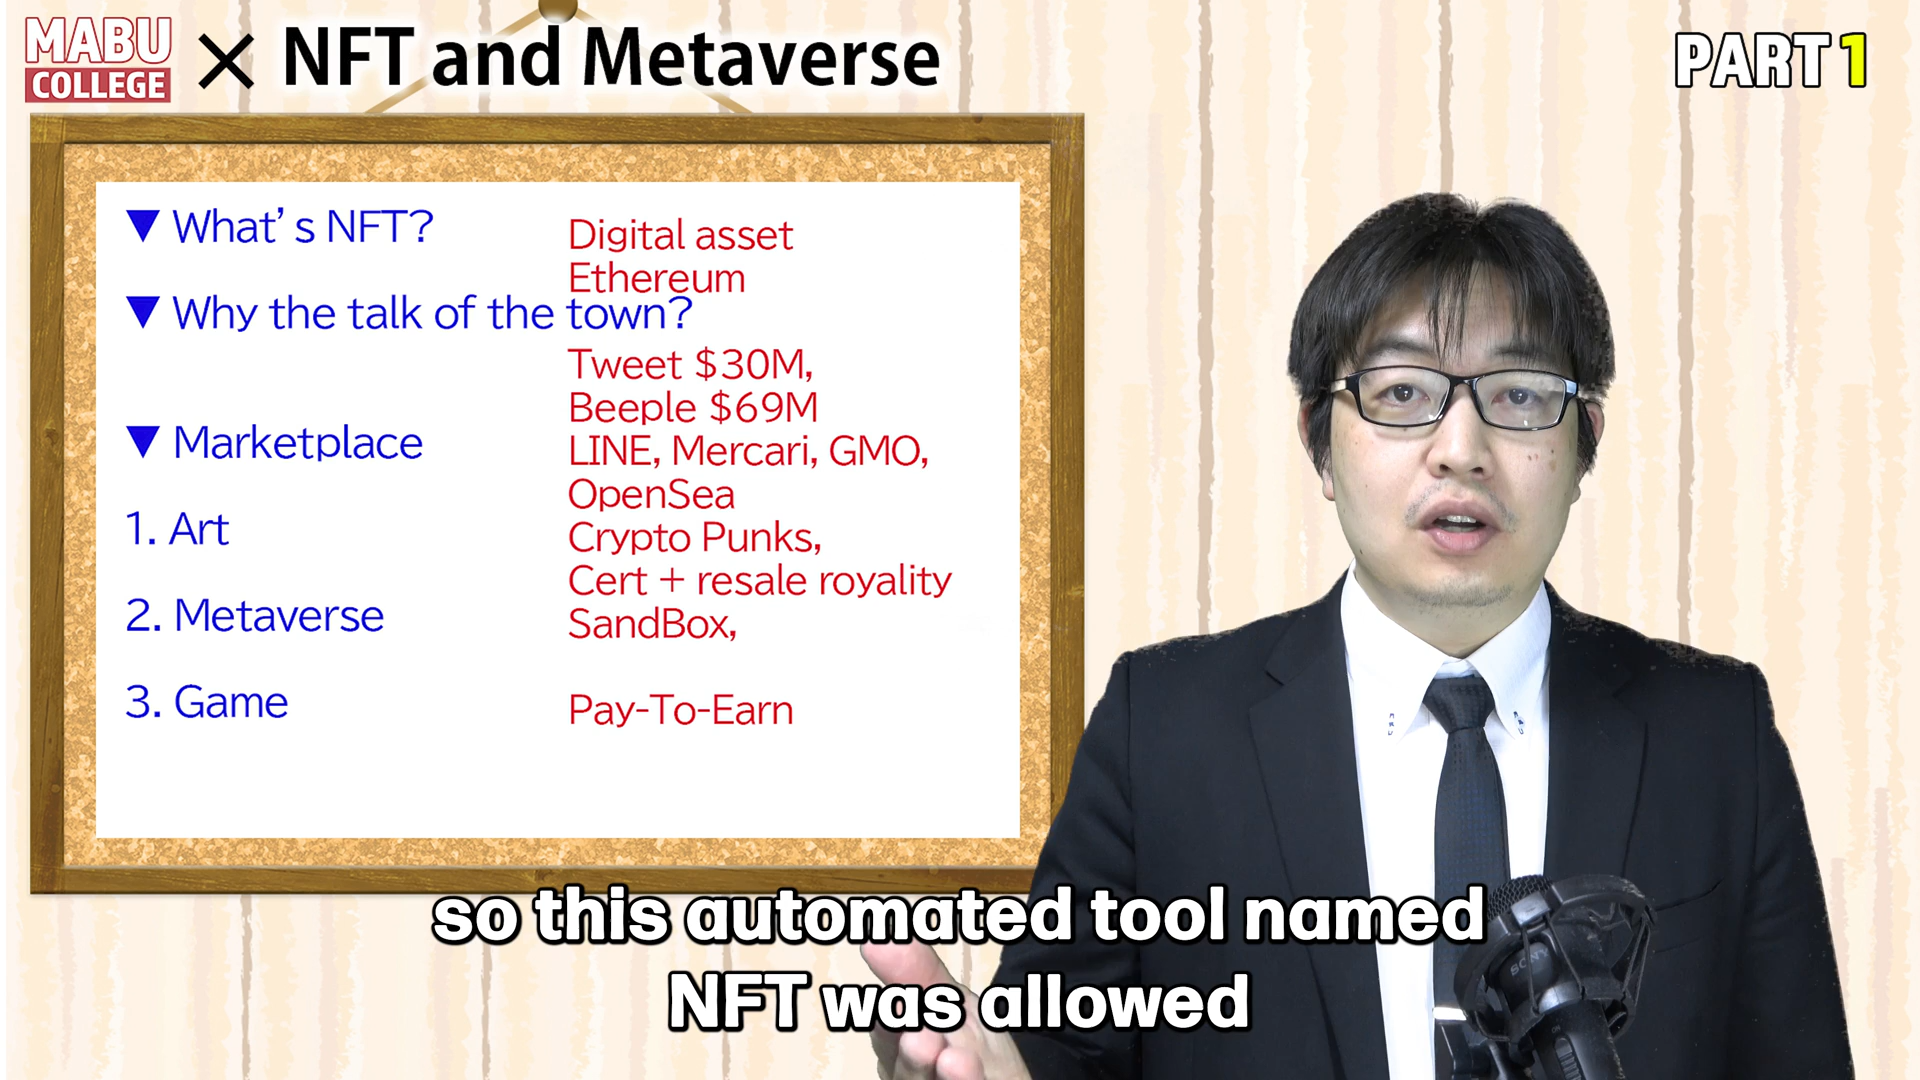 MABU
COLLEGE
× NFT and Metaverse
PART 1
▼ What’s NFT?
Digital asset
Ethereum
▼ Why the talk of the town?
Tweet $30M,
Beeple $69M
▼ Marketplace
LINE, Mercari, GMO,
OpenSea
1. Art
Crypto Punks,
Cert + resale royality
2. Metaverse
SandBox,
3. Game
Pay-To-Earn
so this automated tool named
NFT was allowed
SONY